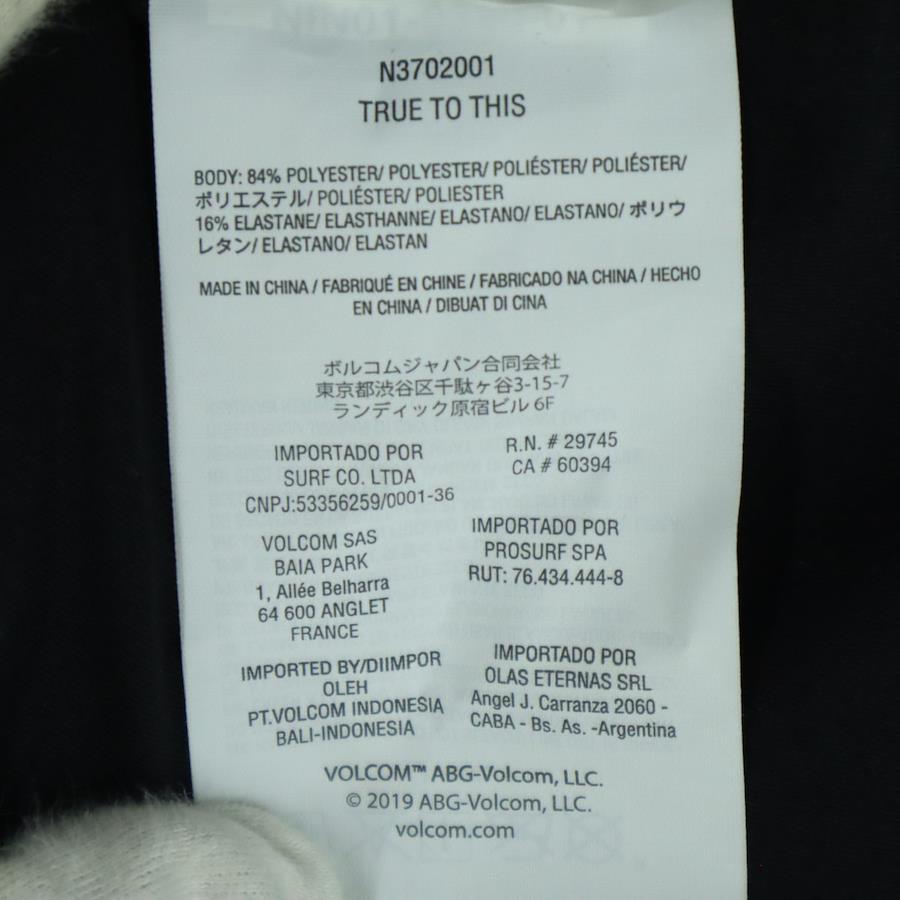 N3702001
TRUE TO THIS
BODY: 84% POLYESTER/ POLYESTER/ POLIÉSTER/ POLIÉSTER/
ポリエステル/ POLIÉSTER/ POLIESTER
16% ELASTANE/ ELASTHANNE/ ELASTANO/ ELASTANO/ ポリウ
レタン/ ELASTANO/ ELASTAN
MADE IN CHINA / FABRIQUÉ EN CHINE / FABRICADO NA CHINA / HECHO
EN CHINA / DIBUAT DI CINA
ボルコムジャパン合同会社
東京都渋谷区千駄ヶ谷3-15-7
ランディック原宿ビル 6F
IMPORTADO POR
SURF CO. LTDA
CNPJ:53356259/0001-36
R.N. # 29745
CA # 60394
VOLCOM SAS
BAIA PARK
1, Allée Belharra
64 600 ANGLET
FRANCE
IMPORTADO POR
PROSURF SPA
RUT: 76.434.444-8
IMPORTED BY/DIIMPOR
OLEH
PT.VOLCOM INDONESIA
BALI-INDONESIA
IMPORTADO POR
OLAS ETERNAS SRL
Angel J. Carranza 2060 -
CABA - Bs. As. -Argentina
VOLCOM™ ABG-Volcom, LLC.
© 2019 ABG-Volcom, LLC.
volcom.com